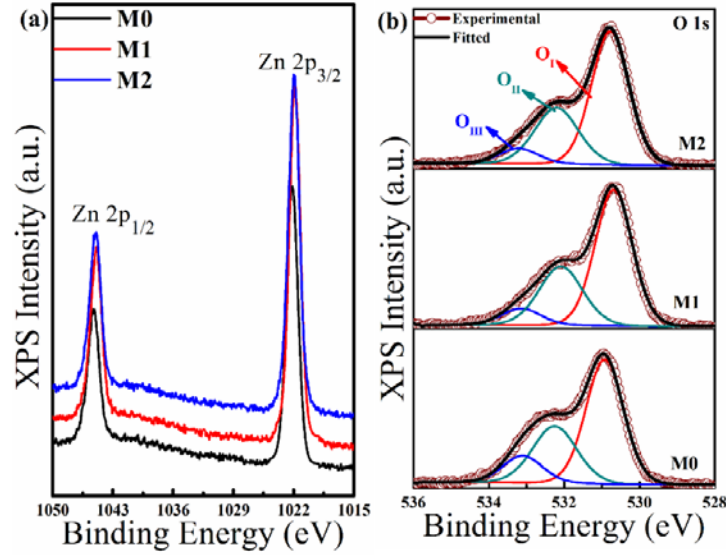 (a)
M0
M1
M2
Zn 2p3/2
Zn 2p1/2
XPS Intensity (a.u.)
1050 1043 1036 1029 1022 1015
Binding Energy (eV)
(b)
Experimental
Fitted
O 1s
OI
OII
OIII
M2
M1
M0
XPS Intensity (a.u.)
536 534 532 530 528
Binding Energy (eV)